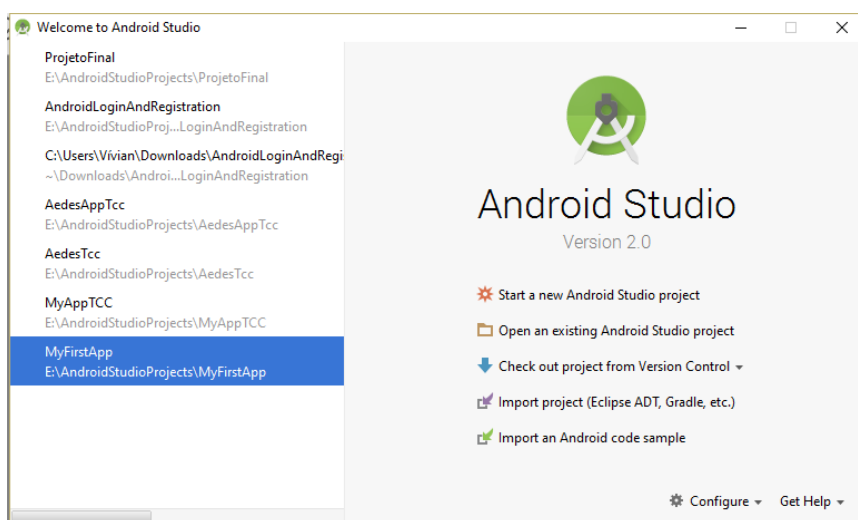 Welcome to Android Studio
ProjetoFinal
E:\AndroidStudioProjects\ProjetoFinal
AndroidLoginAndRegistration
E:\AndroidStudioProj...LoginAndRegistration
C:\Users\Vívian\Downloads\AndroidLoginAndRegi
~\Downloads\Androi...LoginAndRegistration
AedesAppTcc
E:\AndroidStudioProjects\AedesAppTcc
AedesTcc
E:\AndroidStudioProjects\AedesTcc
MyAppTCC
E:\AndroidStudioProjects\MyAppTCC
MyFirstApp
E:\AndroidStudioProjects\MyFirstApp
Android Studio
Version 2.0
Start a new Android Studio project
Open an existing Android Studio project
Check out project from Version Control
Import project (Eclipse ADT, Gradle, etc.)
Import an Android code sample
Configure
Get Help